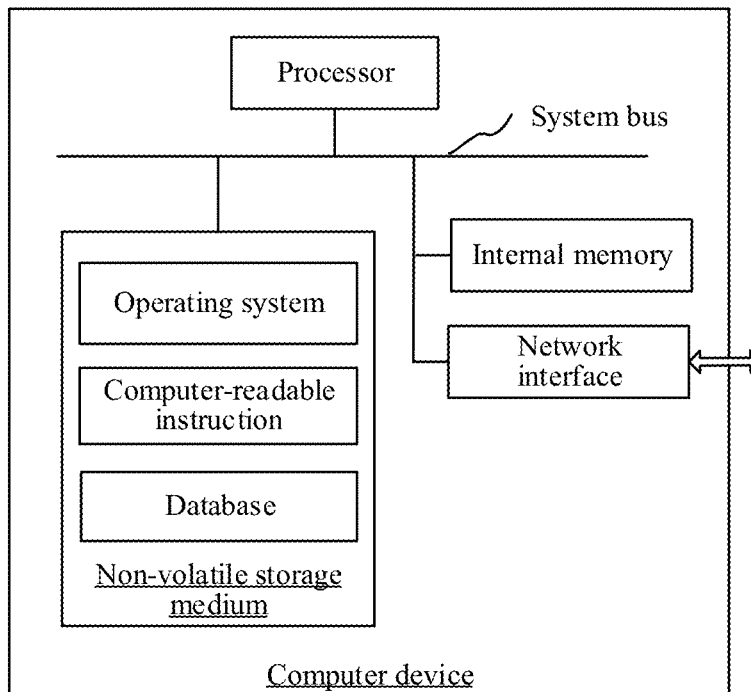 Processor
System bus
Internal memory
Operating system
Network
interface
Computer-readable
instruction
Database
Non-volatile storage
medium
Computer device